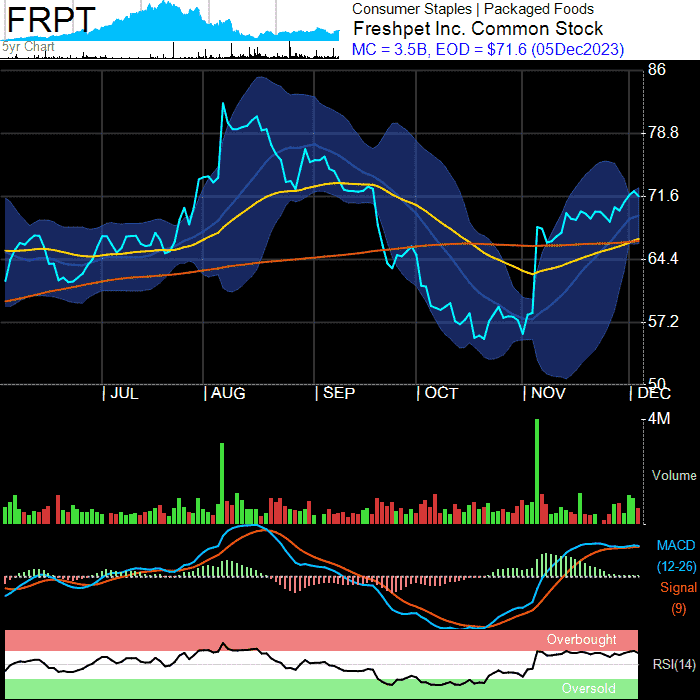 FRPT
5yr Chart
Consumer Staples | Packaged Foods
Freshpet Inc. Common Stock
MC = 3.5B, EOD = $71.6 (05Dec2023)
86
78.8
71.6
64.4
57.2
50
| JUL | AUG | SEP | OCT | NOV | DEC
4M
Volume
MACD
(12-26)
Signal
(9)
Overbought
RSI(14)
Oversold